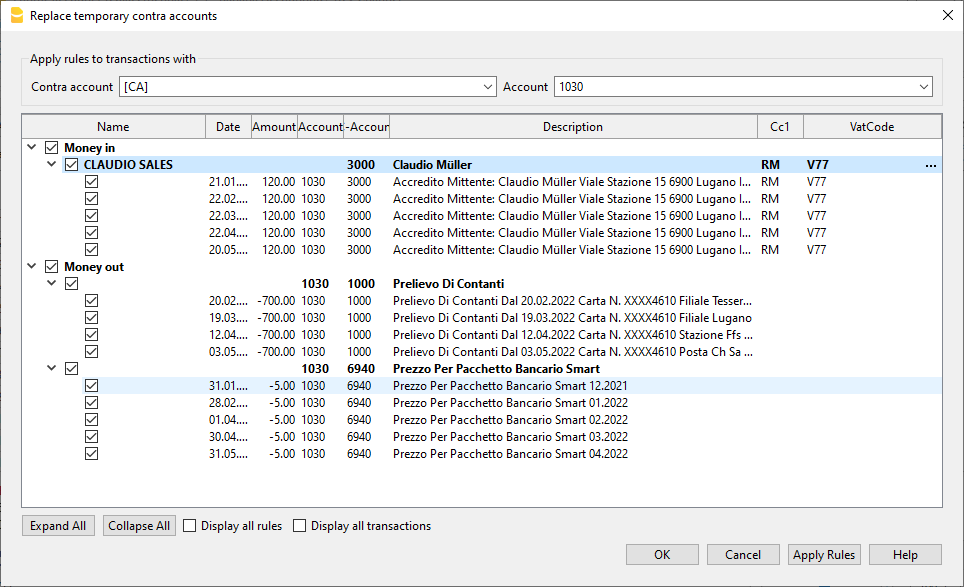 Replace temporary contra accounts
Apply rules to transactions with
Contra account [CA] Account 1030
Name Date Amount Account -Accour Description Cc1 VatCode
Money in
CLAUDIO SALES 3000 Claudio Müller RM V77 ...
21.01.... 120.00 1030 3000 Accredito Mittente: Claudio Müller Viale Stazione 15 6900 Lugano I... RM V77
22.02.... 120.00 1030 3000 Accredito Mittente: Claudio Müller Viale Stazione 15 6900 Lugano I... RM V77
22.03.... 120.00 1030 3000 Accredito Mittente: Claudio Müller Viale Stazione 15 6900 Lugano I... RM V77
22.04.... 120.00 1030 3000 Accredito Mittente: Claudio Müller Viale Stazione 15 6900 Lugano I... RM V77
20.05.... 120.00 1030 3000 Accredito Mittente: Claudio Müller Viale Stazione 15 6900 Lugano I... RM V77
Money out
1030 1000 Prelievo Di Contanti
20.02.... -700.00 1030 1000 Prelievo Di Contanti Dal 20.02.2022 Carta N. XXXX4610 Filiale Tesser...
19.03.... -700.00 1030 1000 Prelievo Di Contanti Dal 19.03.2022 Carta N. XXXX4610 Filiale Lugano
12.04.... -700.00 1030 1000 Prelievo Di Contanti Dal 12.04.2022 Carta N. XXXX4610 Stazione Ffs ...
03.05.... -700.00 1030 1000 Prelievo Di Contanti Dal 03.05.2022 Carta N. XXXX4610 Posta Ch Sa ...
1030 6940 Prezzo Per Pacchetto Bancario Smart
31.01.... -5.00 1030 6940 Prezzo Per Pacchetto Bancario Smart 12.2021
28.02.... -5.00 1030 6940 Prezzo Per Pacchetto Bancario Smart 01.2022
01.04.... -5.00 1030 6940 Prezzo Per Pacchetto Bancario Smart 02.2022
30.04.... -5.00 1030 6940 Prezzo Per Pacchetto Bancario Smart 03.2022
31.05.... -5.00 1030 6940 Prezzo Per Pacchetto Bancario Smart 04.2022
Expand All Collapse All Display all rules Display all transactions
OK Cancel Apply Rules Help